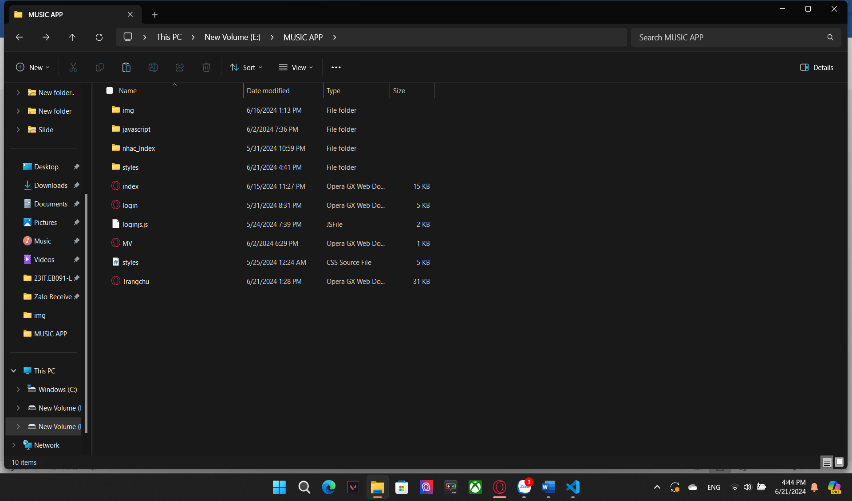 MUSIC APP
This PC > New Volume (E:) > MUSIC APP >
Search MUSIC APP
New
Sort
View
Details
New folder.
New folder
Slide
Desktop
Downloads
Documents
Pictures
Music
Videos
23IT.EB091-L
Zalo Receive
img
MUSIC APP
This PC
Windows (C:)
New Volume (
New Volume (
Network
Name Date modified Type Size
img 6/16/2024 1:13 PM File folder
javascript 6/2/2024 7:36 PM File folder
nhac_Index 5/31/2024 10:59 PM File folder
styles 6/21/2024 4:41 PM File folder
index 6/15/2024 11:27 PM Opera GX Web Do... 15 KB
login 5/31/2024 8:31 PM Opera GX Web Do... 5 KB
loginjs.js 5/24/2024 7:39 PM JSFile 2 KB
MV 6/2/2024 6:29 PM Opera GX Web Do... 1 KB
styles 5/25/2024 12:24 AM CSS Source File 5 KB
Trangchu 6/21/2024 1:28 PM Opera GX Web Do... 31 KB
10 items
ENG
4:44 PM
6/21/2024